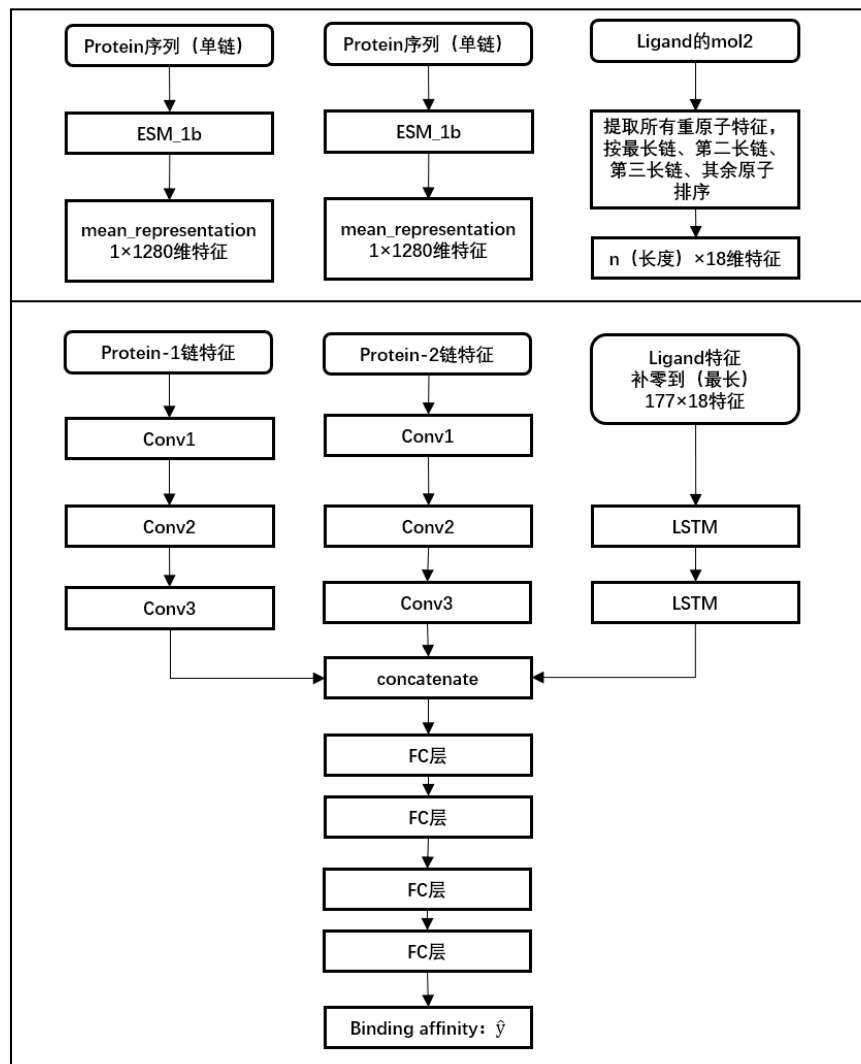 Protein序列（单链）
Protein序列（单链）
Ligand的mol2
ESM_1b
ESM_1b
提取所有重原子特征，
按最长链、第二长链、
第三长链、其余原子
排序
mean_representation
1×1280维特征
mean_representation
1×1280维特征
n（长度）×18维特征
Protein-1链特征
Protein-2链特征
Ligand特征
补零到（最长）
177×18特征
Conv1
Conv1
Conv2
Conv2
LSTM
Conv3
Conv3
LSTM
concatenate
FC层
FC层
FC层
FC层
Binding affinity：ŷ